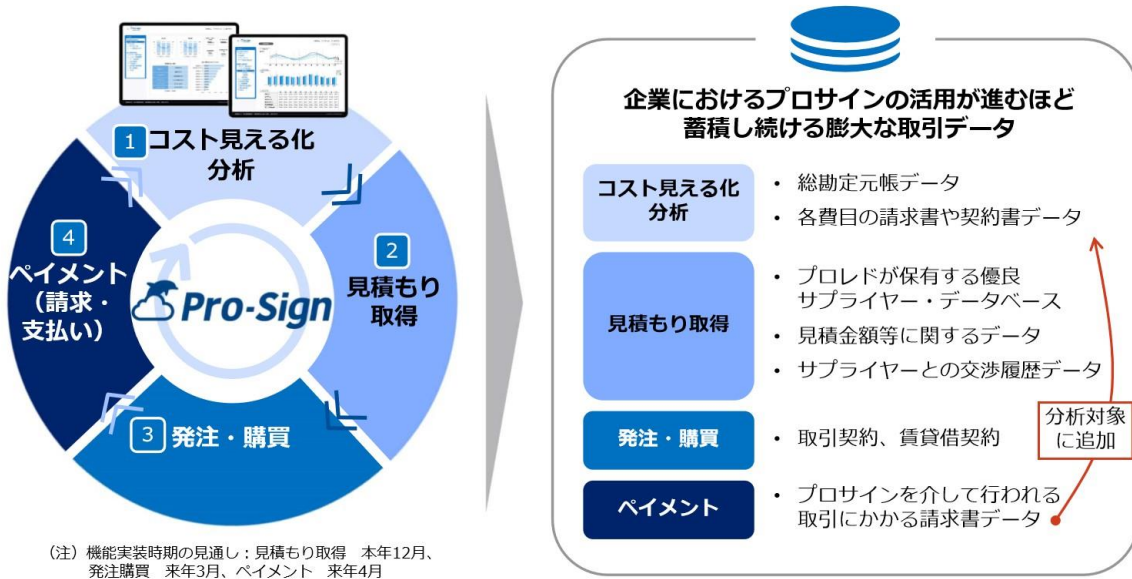 1
コスト見える化
分析
2
見積もり
取得
3
発注・購買
4
ペイメント
（請求・
支払い）
Pro-Sign
（注）機能実装時期の見通し：見積もり取得　本年12月、
発注購買　来年3月、ペイメント　来年4月
企業におけるプロサインの活用が進むほど
蓄積し続ける膨大な取引データ
コスト見える化
分析
• 総勘定元帳データ
• 各費目の請求書や契約書データ
見積もり取得
• プロレドが保有する優良
サプライヤー・データベース
• 見積金額等に関するデータ
• サプライヤーとの交渉履歴データ
発注・購買
• 取引契約、賃貸借契約
ペイメント
• プロサインを介して行われる
取引にかかる請求書データ
分析対象
に追加